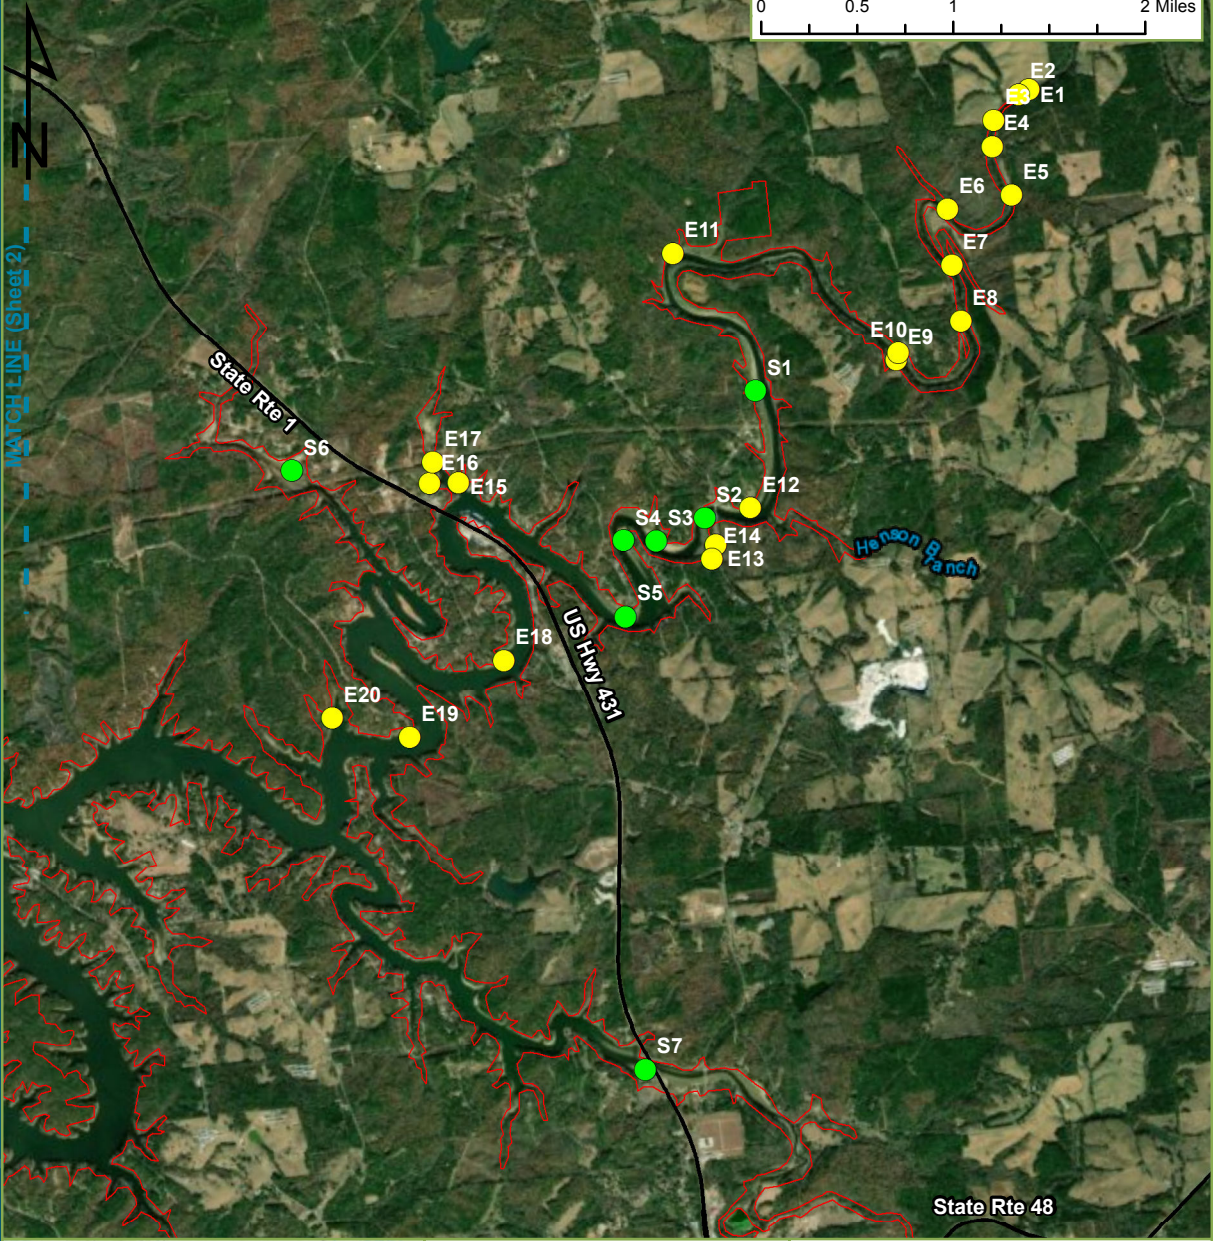 0 0.5 1 2 Miles
E2
E3 E1
E4
E5
E6
E7
E8
E11
E10 E9
S1
N
MATCH LINE (Sheet 2)
State Rte 1
S6
E17
E16
E15
S4 S3 S2 E12
E14
E13
Henson Branch
S5
US Hwy 431
E18
E20
E19
S7
State Rte 48